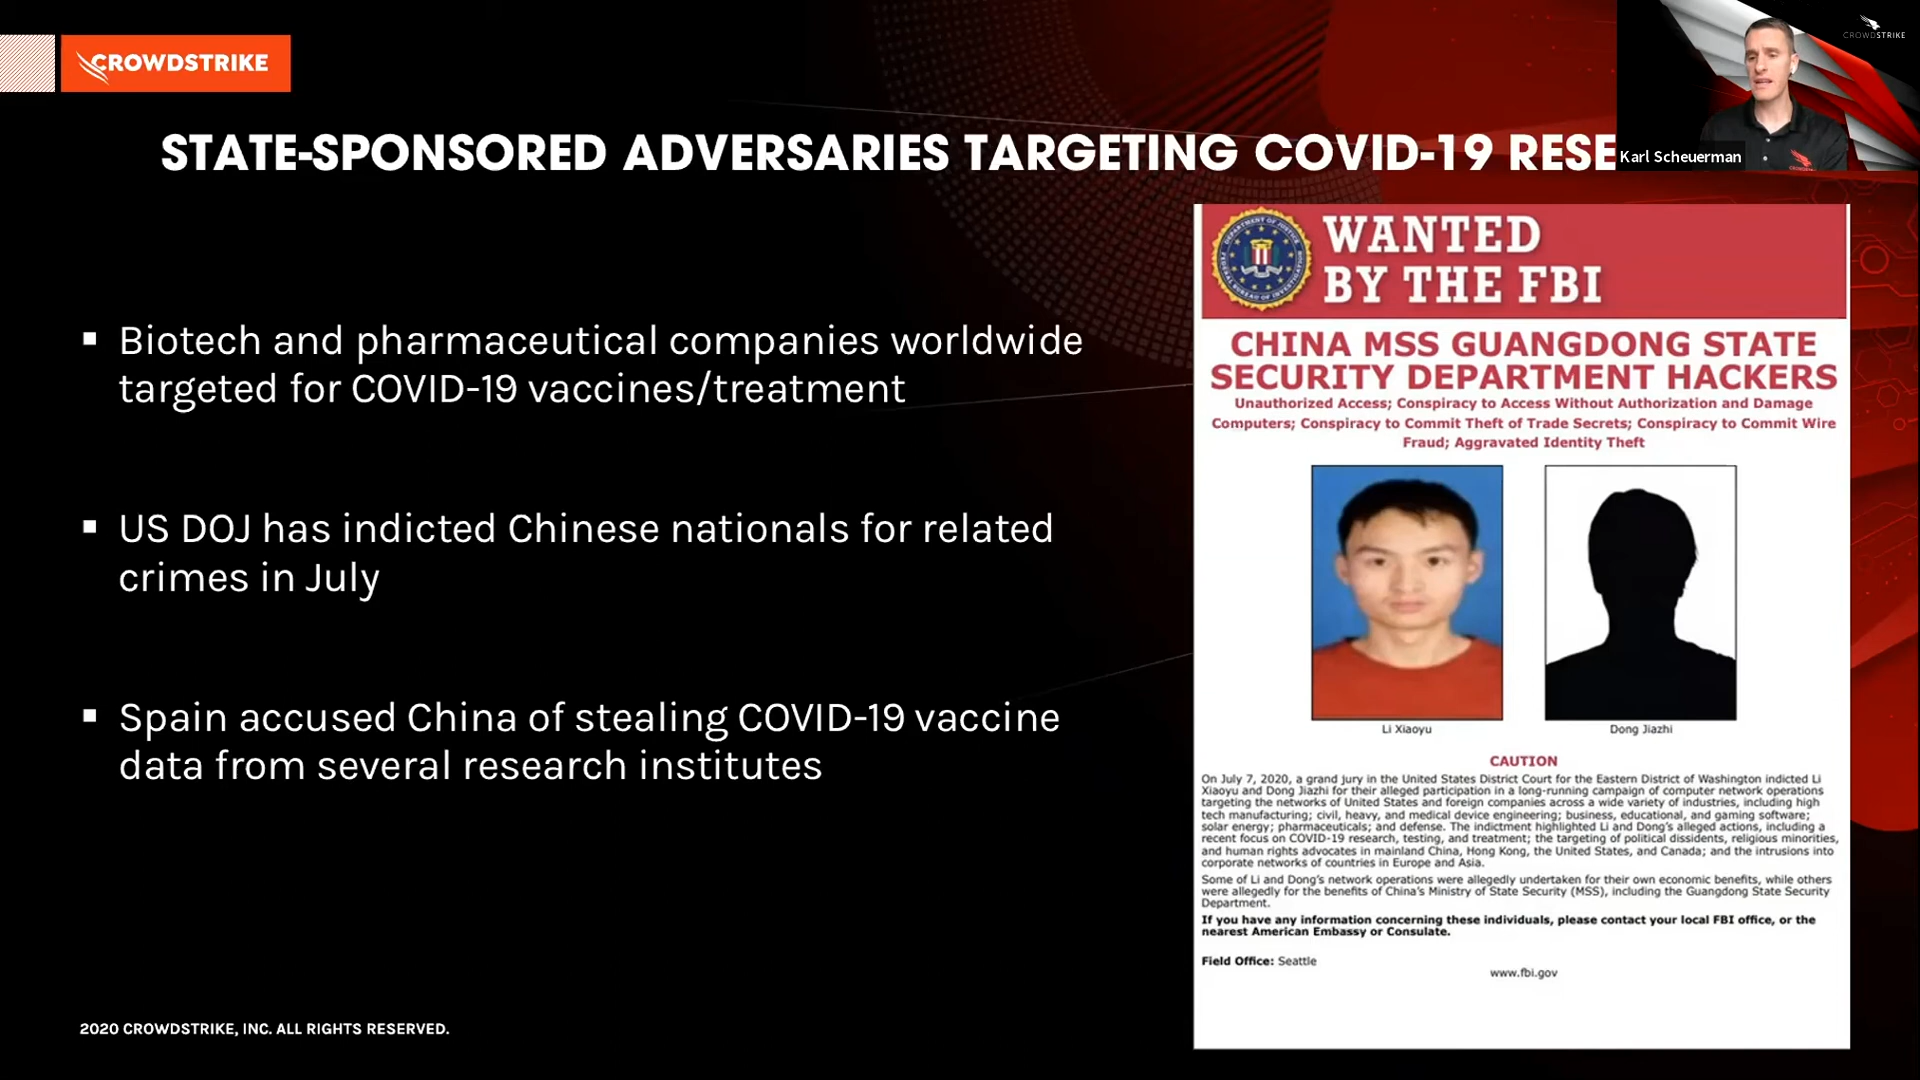 CROWDSTRIKE
CROWDSTRIKE
STATE-SPONSORED ADVERSARIES TARGETING COVID-19 RESE
Karl Scheuerman
▪ Biotech and pharmaceutical companies worldwide
targeted for COVID-19 vaccines/treatment
▪ US DOJ has indicted Chinese nationals for related
crimes in July
▪ Spain accused China of stealing COVID-19 vaccine
data from several research institutes
WANTED
BY THE FBI
CHINA MSS GUANGDONG STATE
SECURITY DEPARTMENT HACKERS
Unauthorized Access; Conspiracy to Access Without Authorization and Damage
Computers; Conspiracy to Commit Theft of Trade Secrets; Conspiracy to Commit Wire
Fraud; Aggravated Identity Theft
Li Xiaoyu
Dong Jiazhi
CAUTION
On July 7, 2020, a grand jury in the United States District Court for the Eastern District of Washington indicted Li
Xiaoyu and Dong Jiazhi for their alleged participation in a long-running campaign of computer network operations
targeting the networks of United States and foreign companies across a wide variety of industries, including high
tech manufacturing; civil, heavy, and medical device engineering; business, educational, and gaming software;
solar energy; pharmaceuticals; and defense. The indictment highlighted Li and Dong's alleged actions, including a
recent focus on COVID-19 research, testing, and treatment; the targeting of political dissidents, religious minorities,
and human rights advocates in mainland China, Hong Kong, the United States, and Canada; and the intrusions into
corporate networks of countries in Europe and Asia.
Some of Li and Dong's network operations were allegedly undertaken for their own economic benefits, while others
were allegedly for the benefits of China's Ministry of State Security (MSS), including the Guangdong State Security
Department.
If you have any information concerning these individuals, please contact your local FBI office, or the
nearest American Embassy or Consulate.
Field Office: Seattle
www.fbi.gov
2020 CROWDSTRIKE, INC. ALL RIGHTS RESERVED.